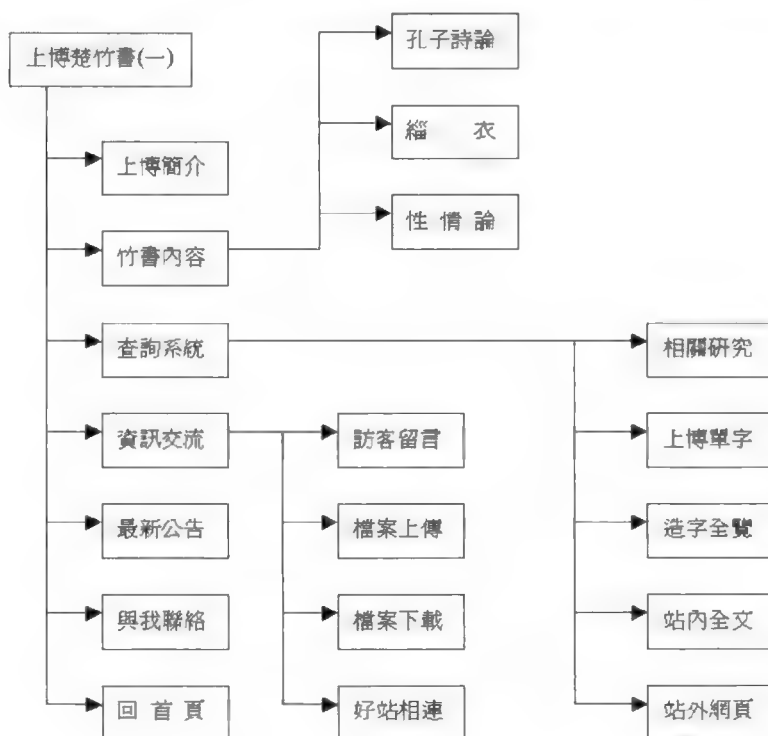 上博楚竹書(一)
上博簡介
竹書內容
孔子詩論
緇 衣
性 情 論
查詢系統
相關研究
上博單字
造字全覽
站內全文
站外網頁
資訊交流
訪客留言
檔案上傳
檔案下載
好站相連
最新公告
與我聯絡
回 首 頁